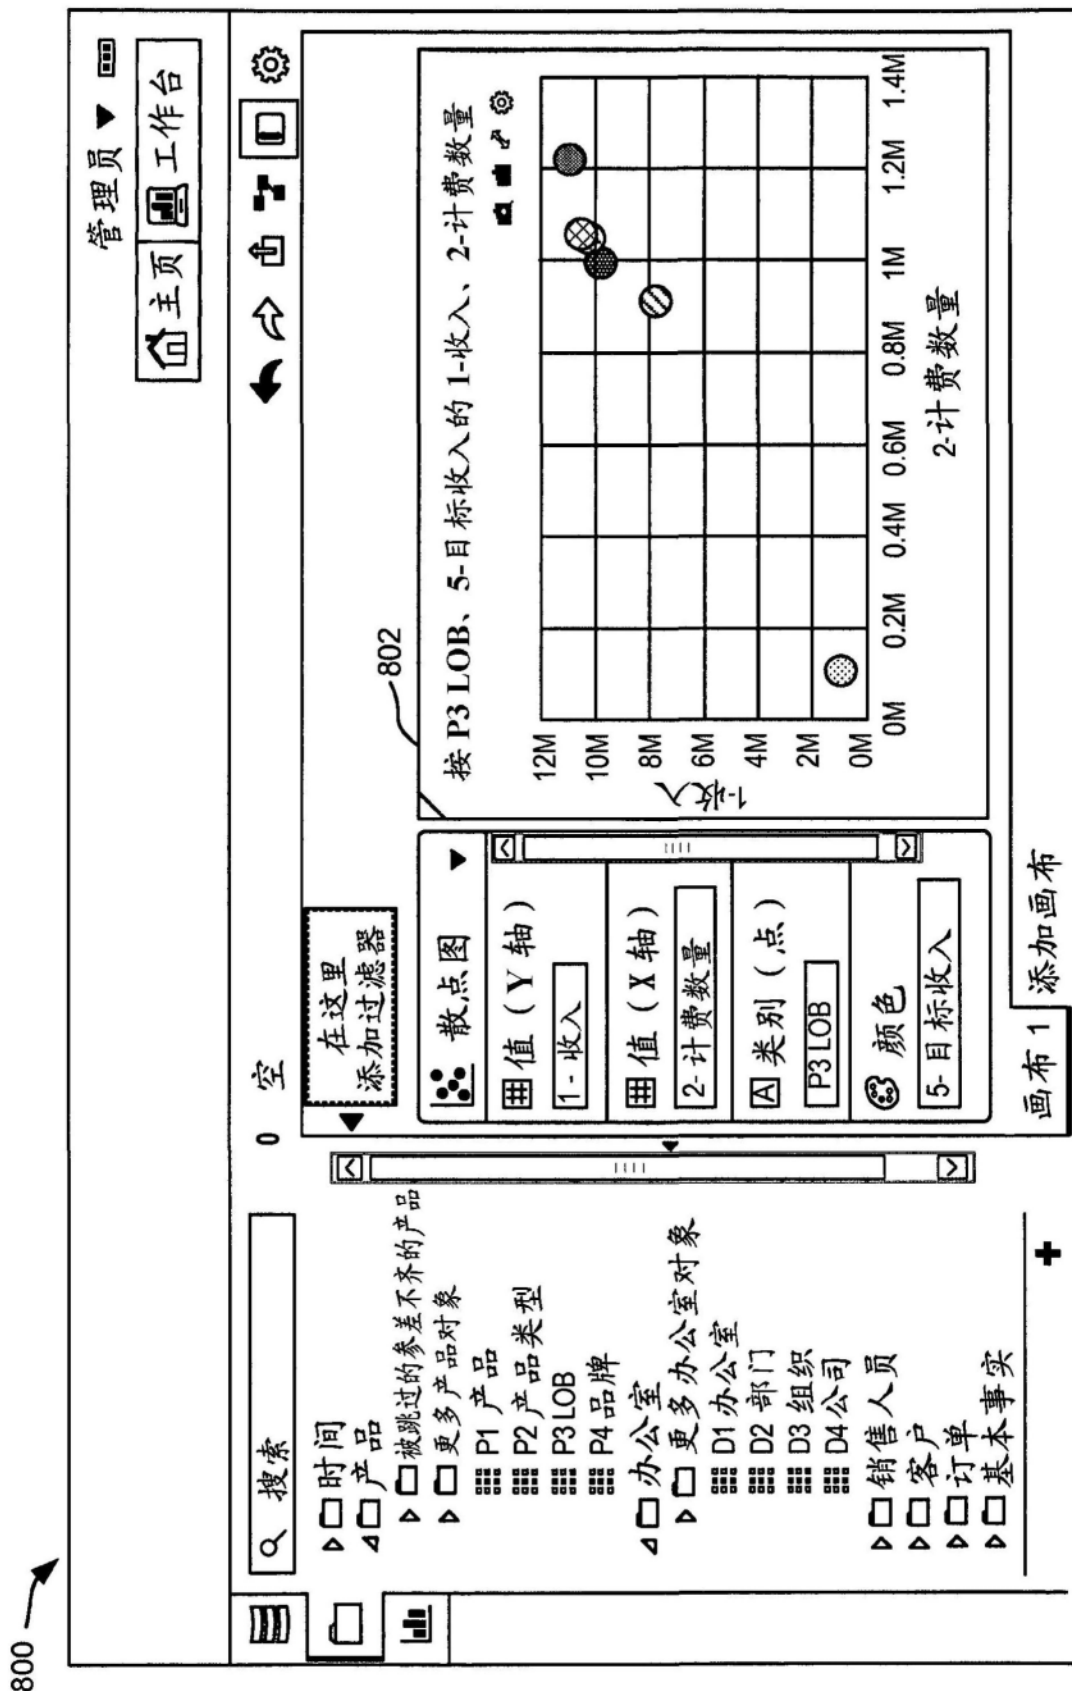 800
管理员
主页 工作台
搜索
0 空
时间
产品
被跳过的参差不齐的产品
更多产品对象
P1 产品
P2 产品类型
P3 LOB
P4 品牌
办公室
更多办公室对象
D1 办公室
D2 部门
D3 组织
D4 公司
销售人员
客户
订单
基本事实
在这里
添加过滤器
散点图
值（Y 轴）
1 - 收入
值（X 轴）
2- 计费数量
A 类别（点）
P3 LOB
颜色
5- 目标收入
802
按 P3 LOB、5-目标收入的 1-收入、2-计费数量
12M
10M
8M
6M
4M
2M
0M
1-收入
0M 0.2M 0.4M 0.6M 0.8M 1M 1.2M 1.4M
2-计费数量
画布 1 添加画布